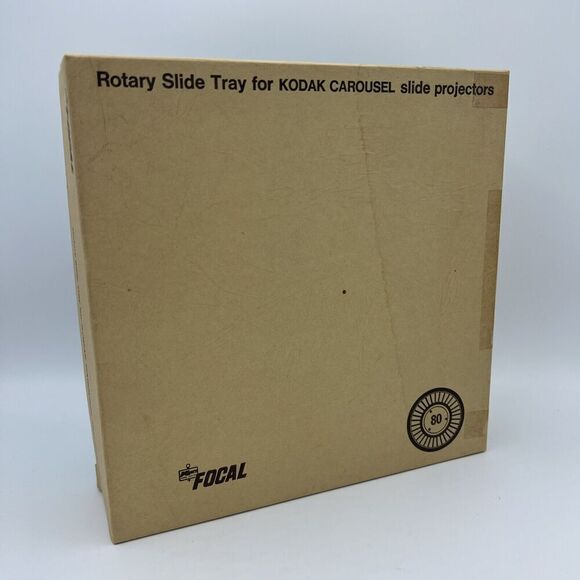 Rotary Slide Tray for KODAK CAROUSEL slide projectors
80
FOCAL